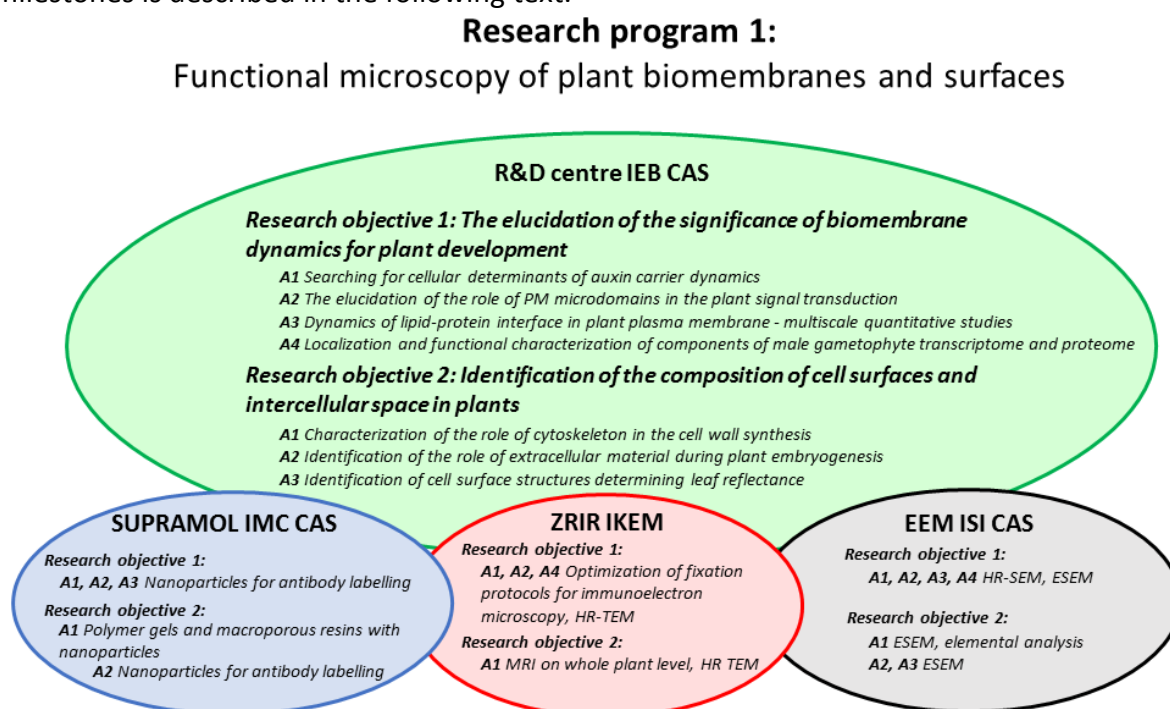 milestones is described in the following text.
Research program 1:
Functional microscopy of plant biomembranes and surfaces
R&D centre IEB CAS
Research objective 1: The elucidation of the significance of biomembrane
dynamics for plant development
A1 Searching for cellular determinants of auxin carrier dynamics
A2 The elucidation of the role of PM microdomains in the plant signal transduction
A3 Dynamics of lipid-protein interface in plant plasma membrane - multiscale quantitative studies
A4 Localization and functional characterization of components of male gametophyte transcriptome and proteome
Research objective 2: Identification of the composition of cell surfaces and
intercellular space in plants
A1 Characterization of the role of cytoskeleton in the cell wall synthesis
A2 Identification of the role of extracellular material during plant embryogenesis
A3 Identification of cell surface structures determining leaf reflectance
SUPRAMOL IMC CAS
Research objective 1:
A1, A2, A3 Nanoparticles for antibody labelling
Research objective 2:
A1 Polymer gels and macroporous resins with
nanoparticles
A2 Nanoparticles for antibody labelling
ZRIR IKEM
Research objective 1:
A1, A2, A4 Optimization of fixation
protocols for immunoelectron
microscopy, HR-TEM
Research objective 2:
A1 MRI on whole plant level, HR TEM
EEM ISI CAS
Research objective 1:
A1, A2, A3, A4 HR-SEM, ESEM
Research objective 2:
A1 ESEM, elemental analysis
A2, A3 ESEM